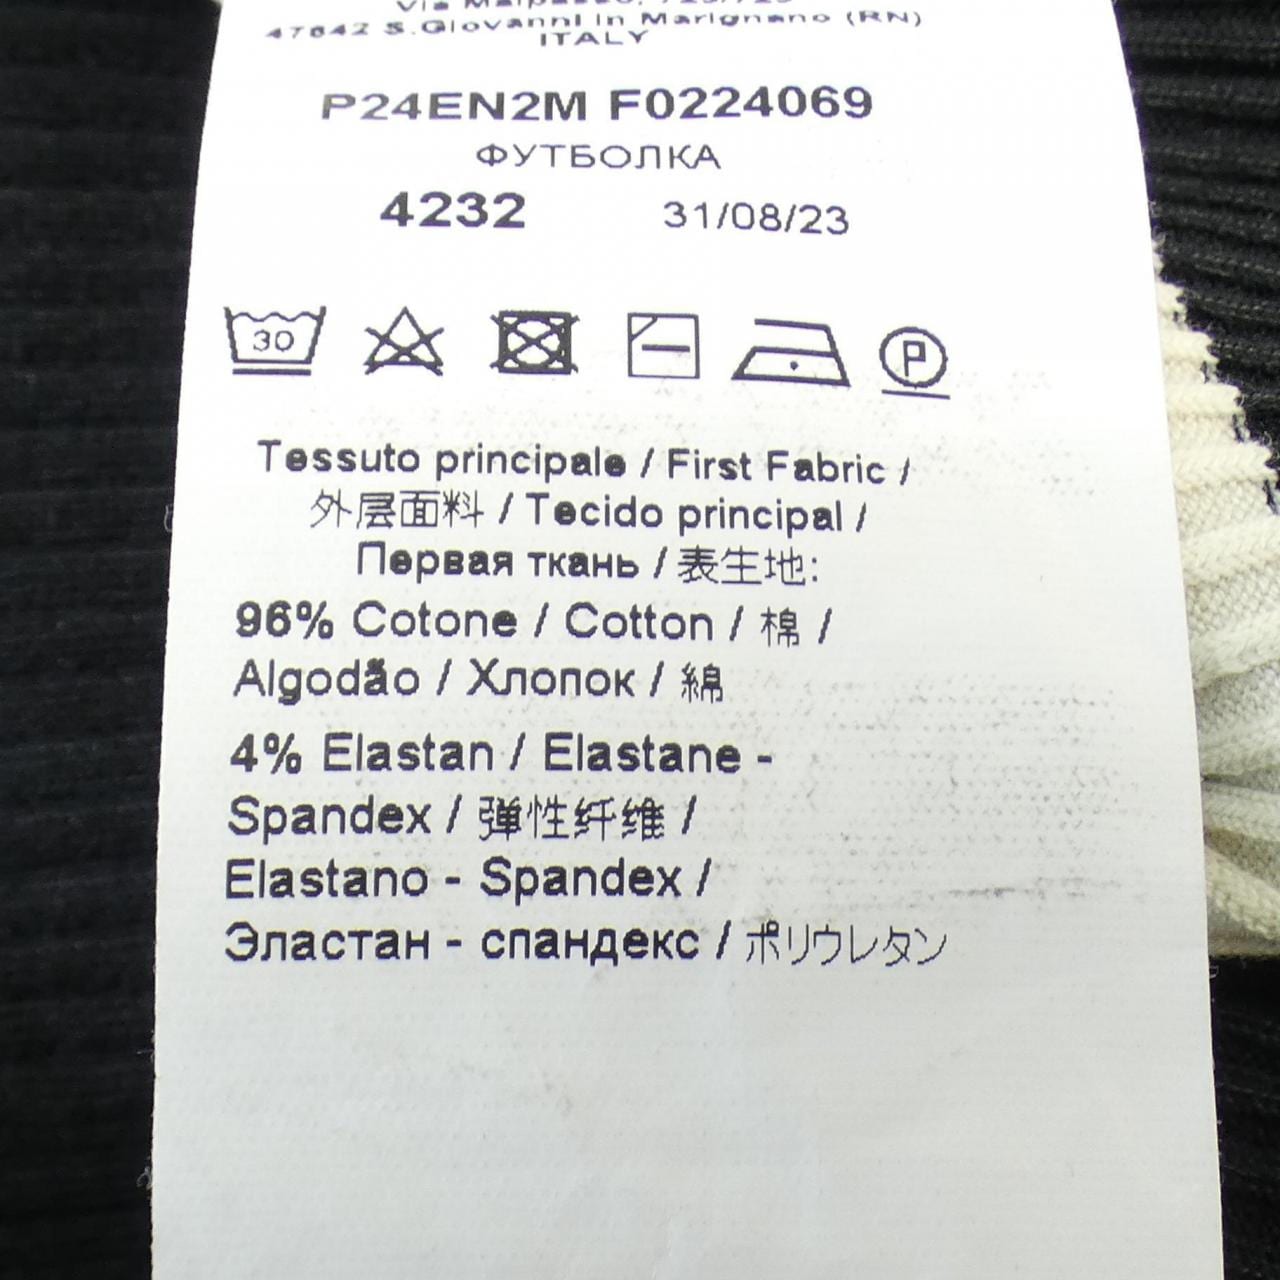 47842 S.Giovanni in Marignano (RN)
ITALY
P24EN2M F0224069
ФУТБОЛКА
4232 31/08/23
30 P
Tessuto principale / First Fabric /
外层面料 / Tecido principal /
Первая ткань / 表生地:
96% Cotone / Cotton / 棉 /
Algodão / Хлопок / 綿
4% Elastan / Elastane -
Spandex / 弹性纤维 /
Elastano - Spandex /
Эластан - спандекс / ポリウレタン